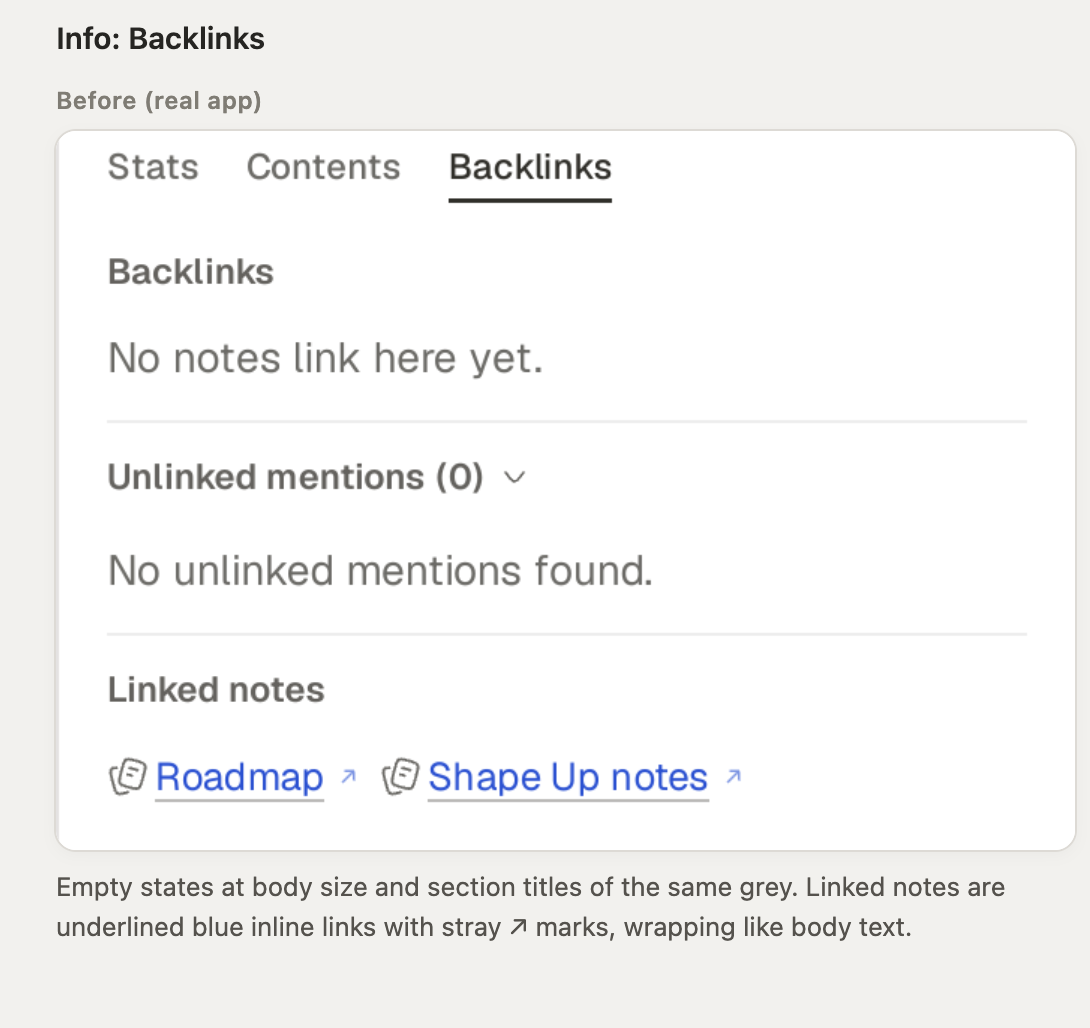 Info: Backlinks
Before (real app)
Stats Contents Backlinks
Backlinks
No notes link here yet.
Unlinked mentions (0)
No unlinked mentions found.
Linked notes
Roadmap ↗ Shape Up notes ↗
Empty states at body size and section titles of the same grey. Linked notes are
underlined blue inline links with stray ↗ marks, wrapping like body text.